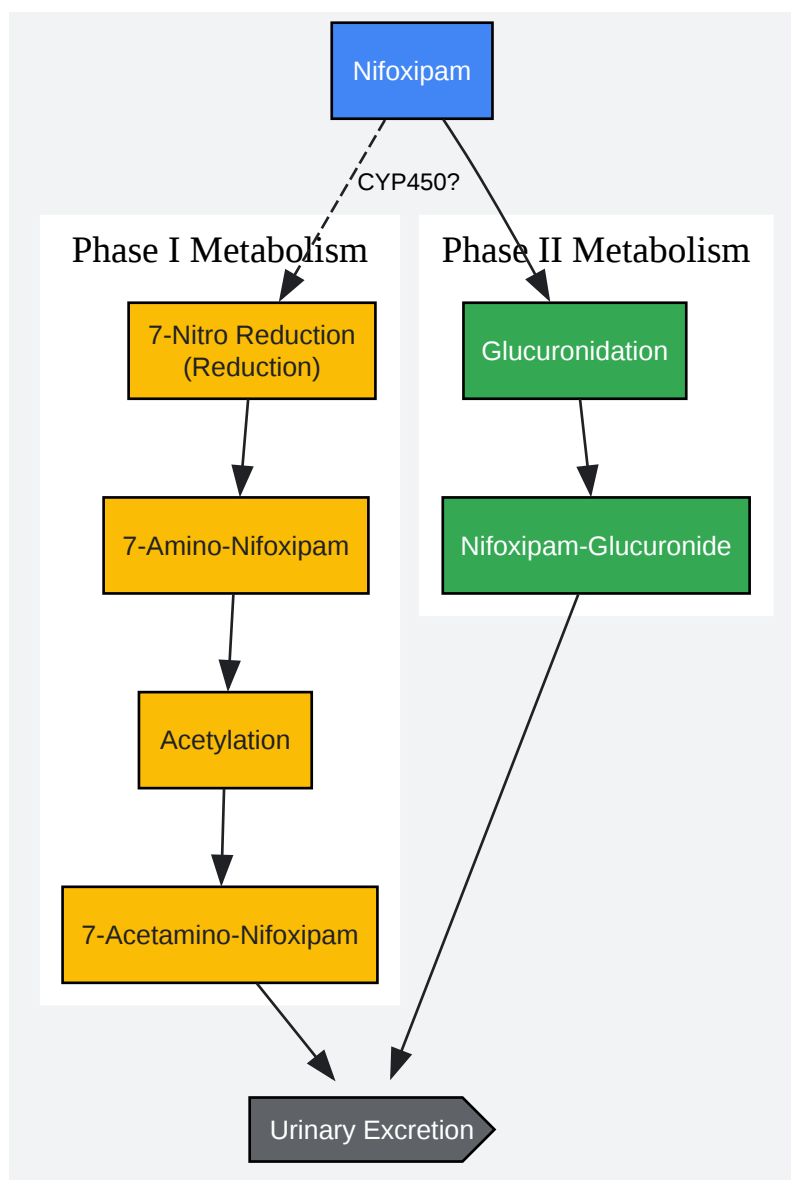 Nifoxipam
CYP450?
Phase I Metabolism
7-Nitro Reduction
(Reduction)
7-Amino-Nifoxipam
Acetylation
7-Acetamino-Nifoxipam
Phase II Metabolism
Glucuronidation
Nifoxipam-Glucuronide
Urinary Excretion